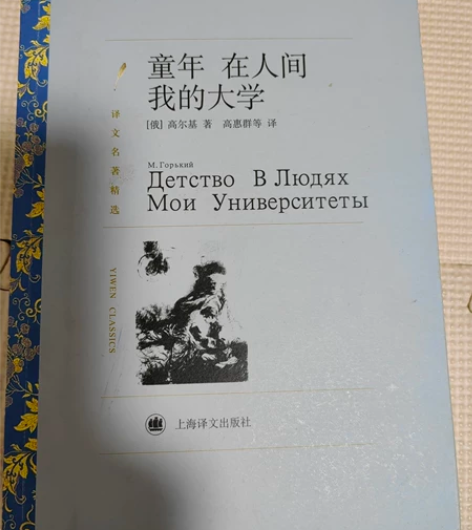 童年 在人间
我的大学
[俄] 高尔基 著 高惠群等 译
М. Горький
Детство В Людях
Мои Университеты
译文名著精选
YIWEN CLASSICS
上海译文出版社